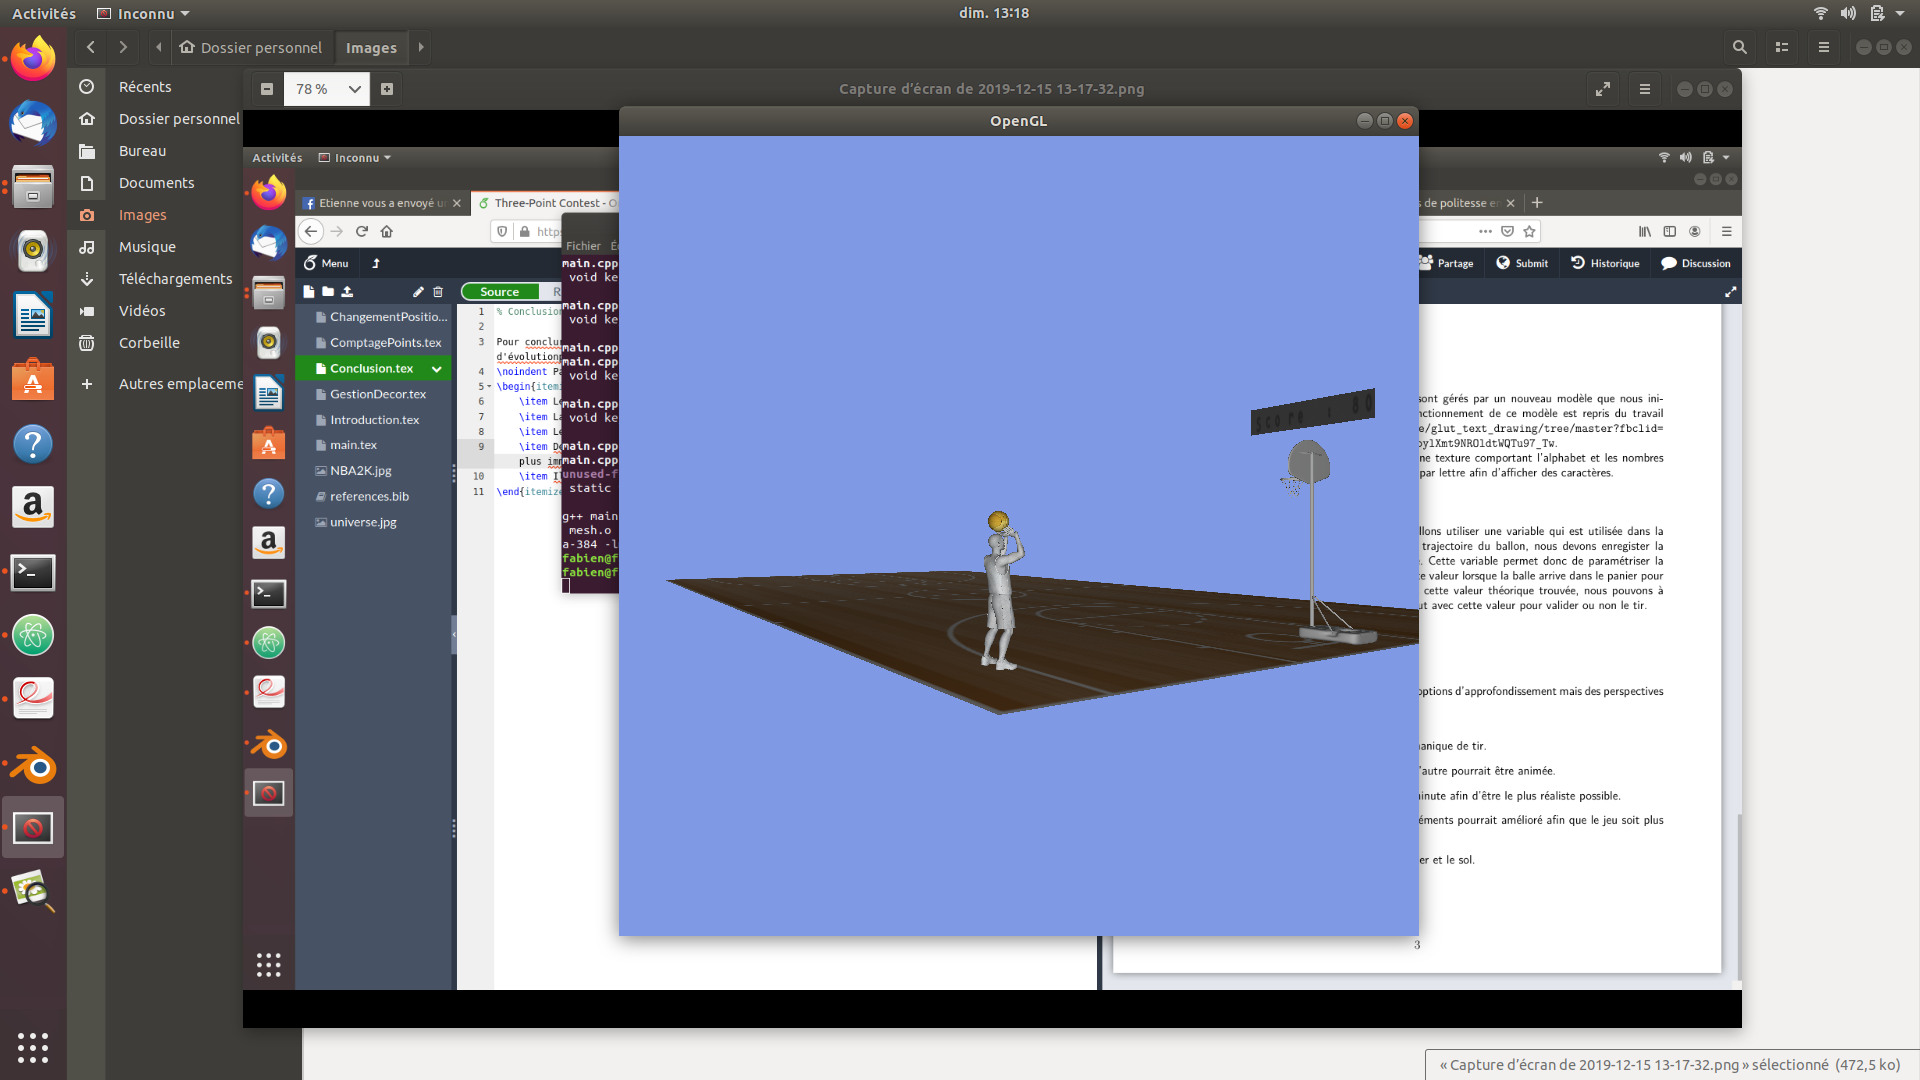 Activités
Inconnu
dim. 13:18
Dossier personnel
Images
Récents
Dossier personnel
Bureau
Documents
Images
Musique
Téléchargements
Vidéos
Corbeille
Autres emplaceme
78 %
Capture d'écran de 2019-12-15 13-17-32.png
OpenGL
Activités
Inconnu
Etienne vous a envoyé u
Three-Point Contest - O
s de politesse e
http
Fichier
Menu
Partage
Submit
Historique
Discussion
Source
R
ChangementPositio...
ComptagePoints.tex
Conclusion.tex
GestionDecor.tex
Introduction.tex
main.tex
NBA2K.jpg
references.bib
universe.jpg
1 % Conclusion
2
3 Pour conclu
d'évolution
4 \noindent Pa
5 \begin{itemi
6 \item Le
7 \item La
8 \item Le
9 \item De
plus im
10 \item I
11 \end{itemize
main.cpp
void ke
main.cpp
void ke
main.cpp
main.cpp
void ke
main.cpp
void ke
main.cpp
main.cpp
unused-f
static
g++ main
mesh.o
a-384 -l
fabien@f
fabien@f
Score : 80
sont gérés par un nouveau modèle que nous ini-
nctionnement de ce modèle est repris du travail
e/glut_text_drawing/tree/master?fbclid=
oylXmt9NROldtWQTu97_Tw.
ne texture comportant l'alphabet et les nombres
par lettre afin d'afficher des caractères.
llons utiliser une variable qui est utilisée dans la
trajectoire du ballon, nous devons enregister la
. Cette variable permet donc de paramétriser la
e valeur lorsque la balle arrive dans le panier pour
cette valeur théorique trouvée, nous pouvons à
ut avec cette valeur pour valider ou non le tir.
options d'approfondissement mais des perspectives
anique de tir.
l'autre pourrait être animée.
inute afin d'être le plus réaliste possible.
éments pourrait amélioré afin que le jeu soit plus
er et le sol.
3
« Capture d'écran de 2019-12-15 13-17-32.png » sélectionné (472,5 ko)